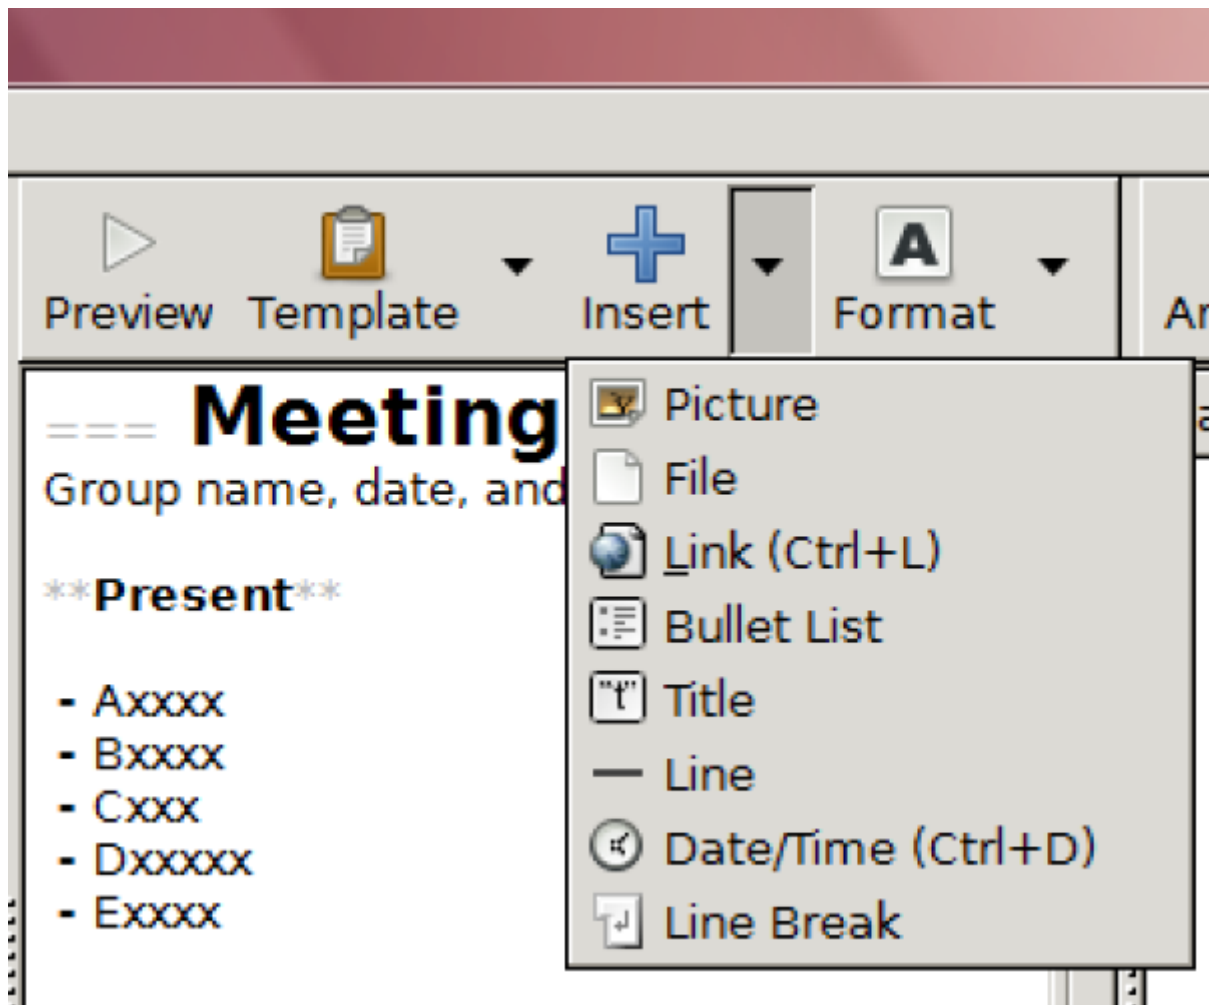 Preview Template Insert Format
=== Meeting
Group name, date, and
**Present**
- Axxxx
- Bxxxx
- Cxxx
- Dxxxxx
- Exxxx
Picture
File
Link (Ctrl+L)
Bullet List
"t" Title
Line
Date/Time (Ctrl+D)
Line Break